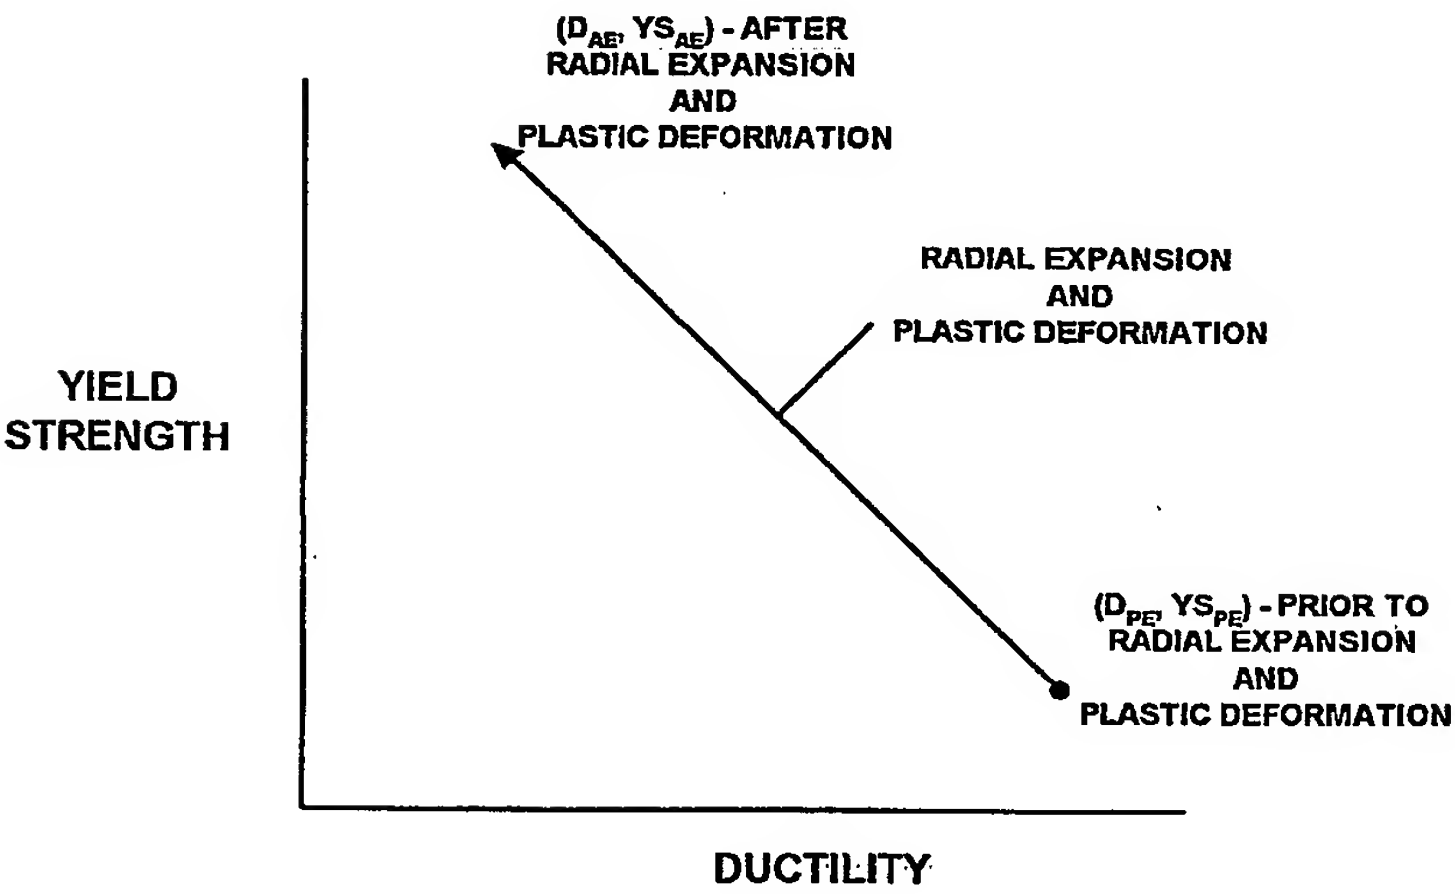 (D_AE, YS_AE) - AFTER
RADIAL EXPANSION
AND
PLASTIC DEFORMATION
RADIAL EXPANSION
AND
PLASTIC DEFORMATION
YIELD
STRENGTH
(D_PE, YS_PE) - PRIOR TO
RADIAL EXPANSION
AND
PLASTIC DEFORMATION
DUCTILITY